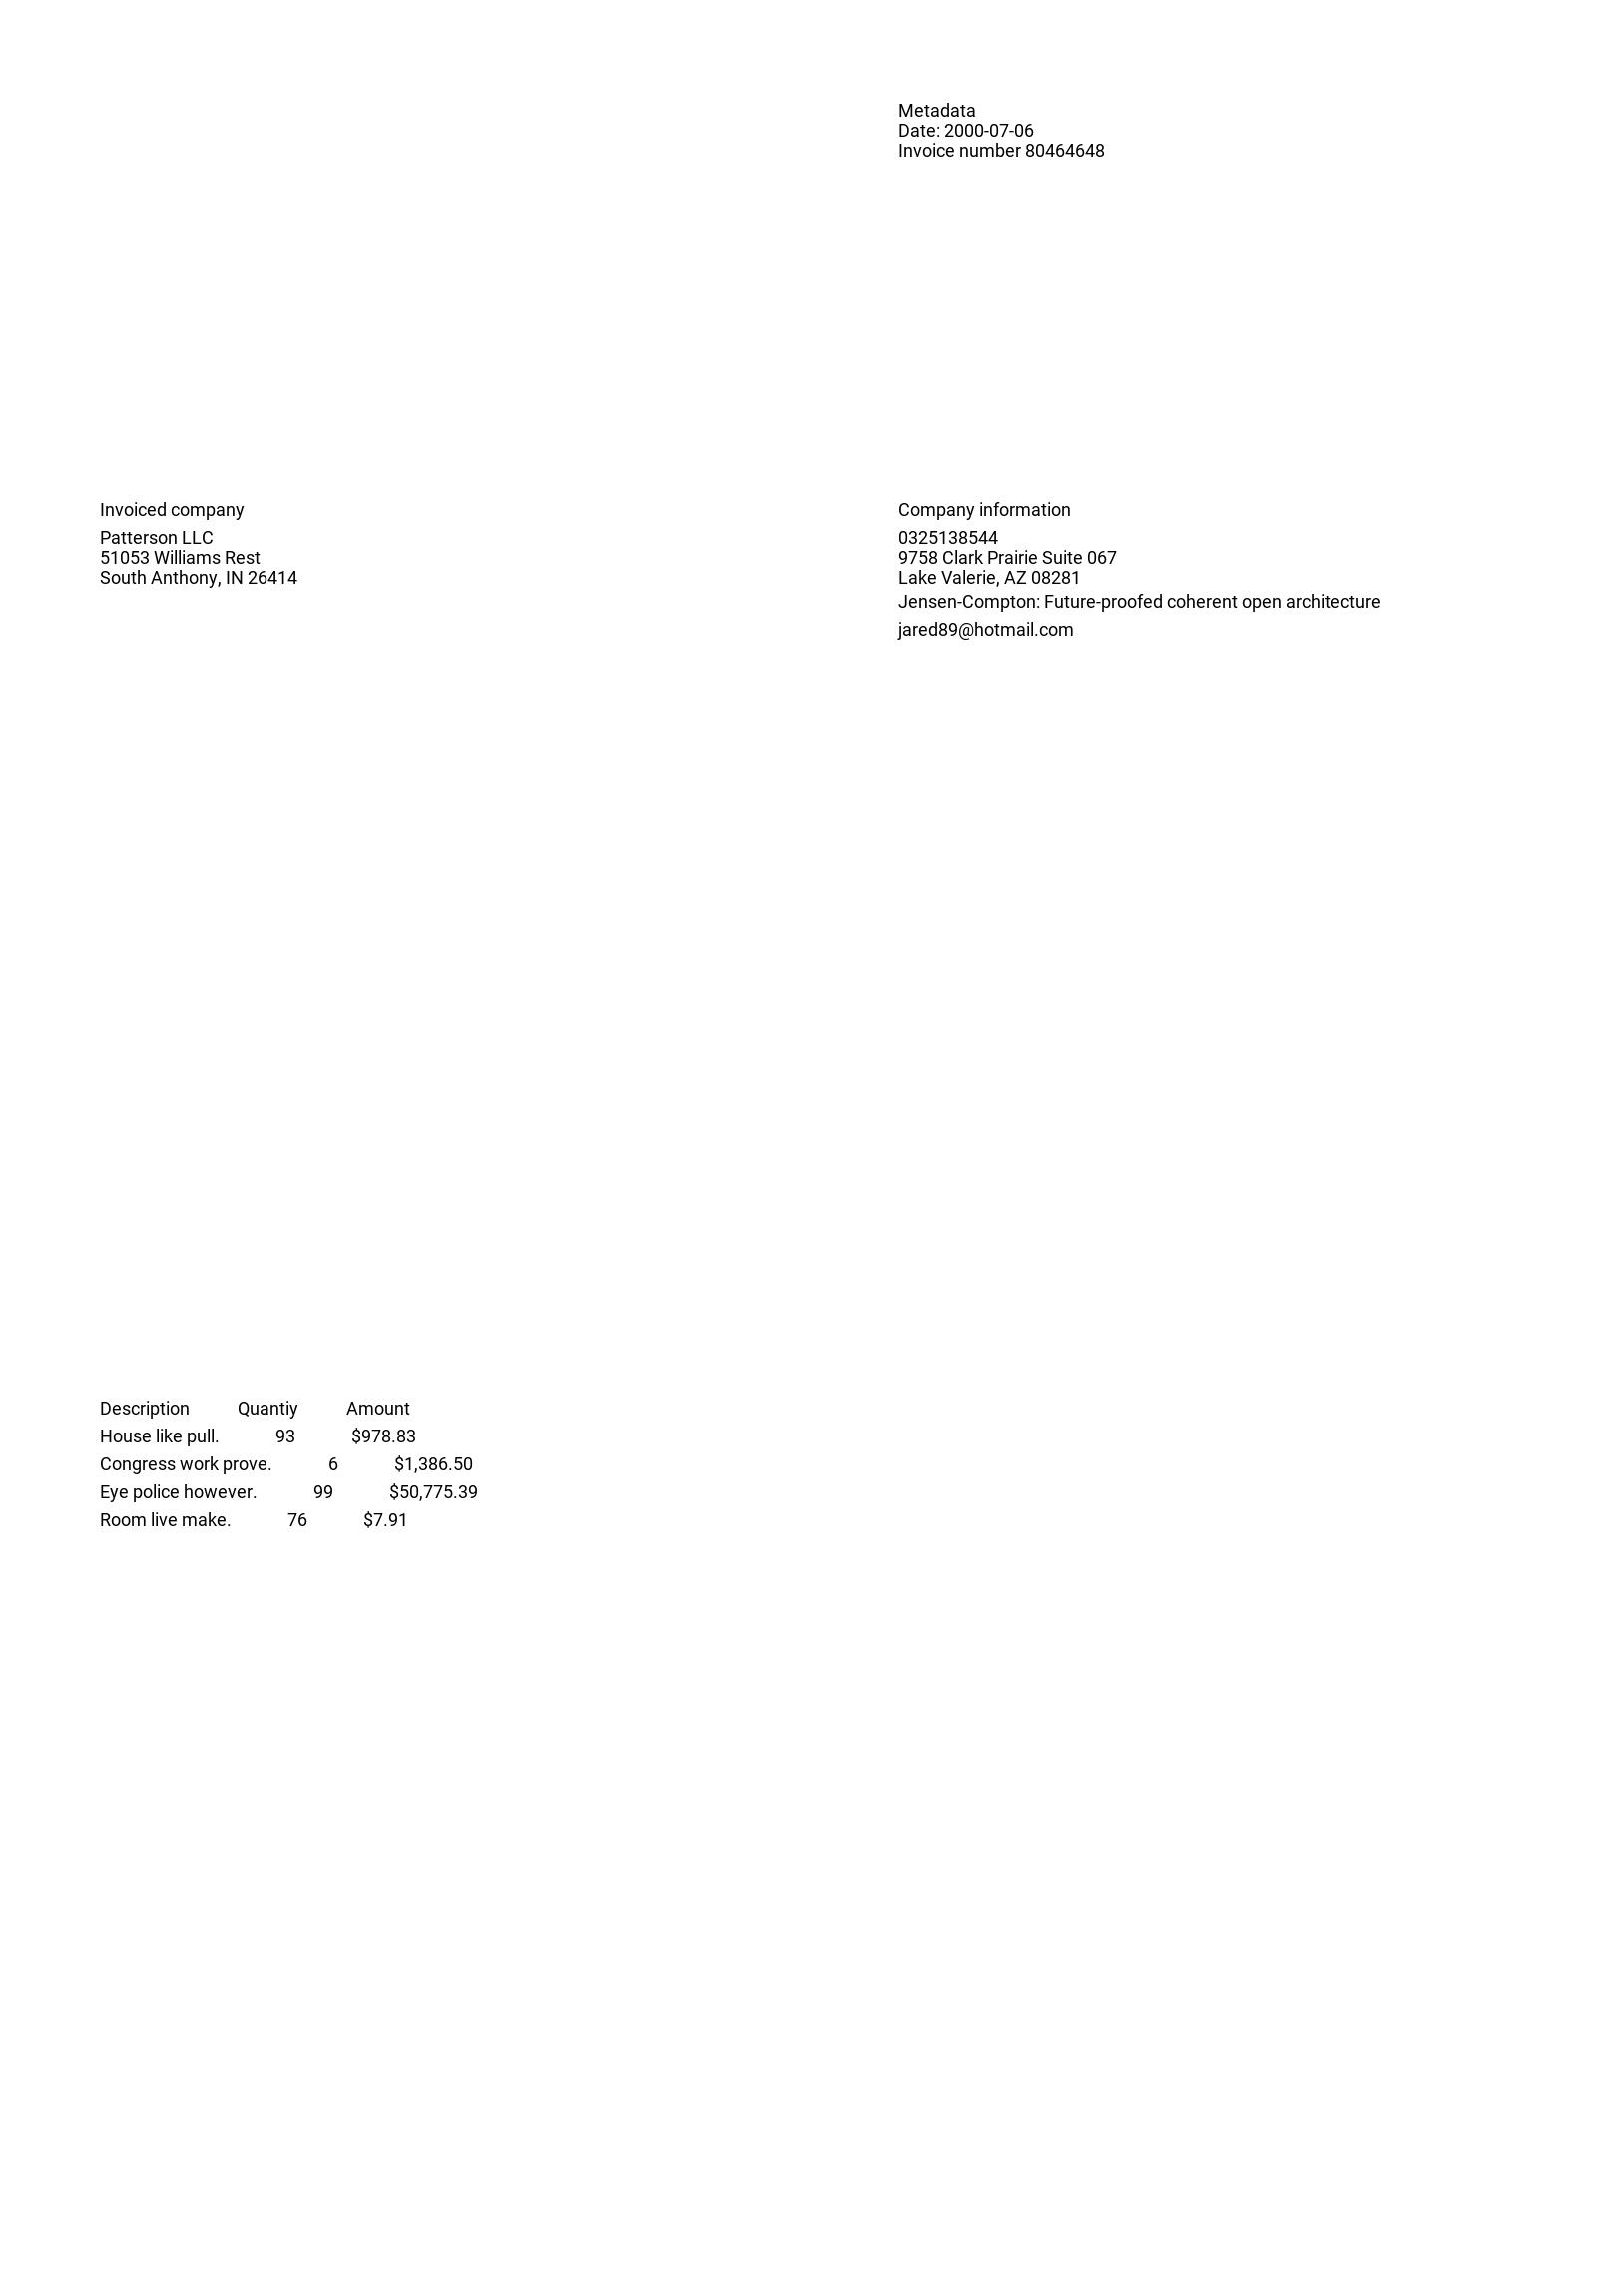 Metadata
Date: 2000-07-06
Invoice number 80464648
Invoiced company
Patterson LLC
51053 Williams Rest
South Anthony, IN 26414
Company information
0325138544
9758 Clark Prairie Suite 067
Lake Valerie, AZ 08281
Jensen-Compton: Future-proofed coherent open architecture
jared89@hotmail.com
Description Quantiy Amount
House like pull. 93 $978.83
Congress work prove. 6 $1,386.50
Eye police however. 99 $50,775.39
Room live make. 76 $7.91